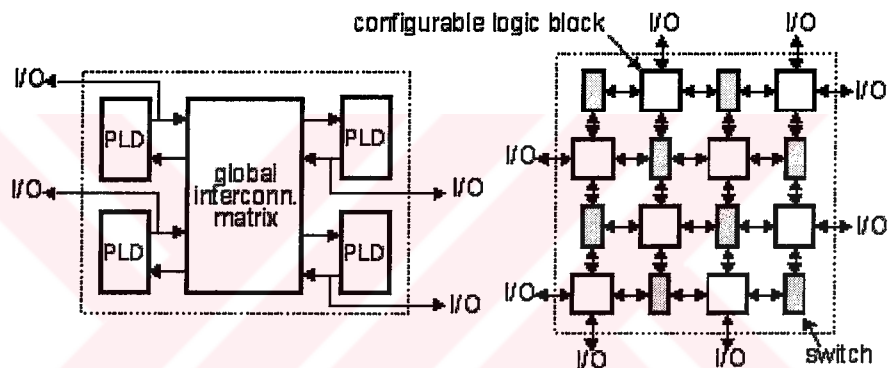 configurable logic block
I/O
I/O
I/O
I/O
PLD
PLD
global
interconn.
matrix
I/O
I/O
I/O
I/O
PLD
PLD
I/O
I/O
I/O
I/O
I/O
switch